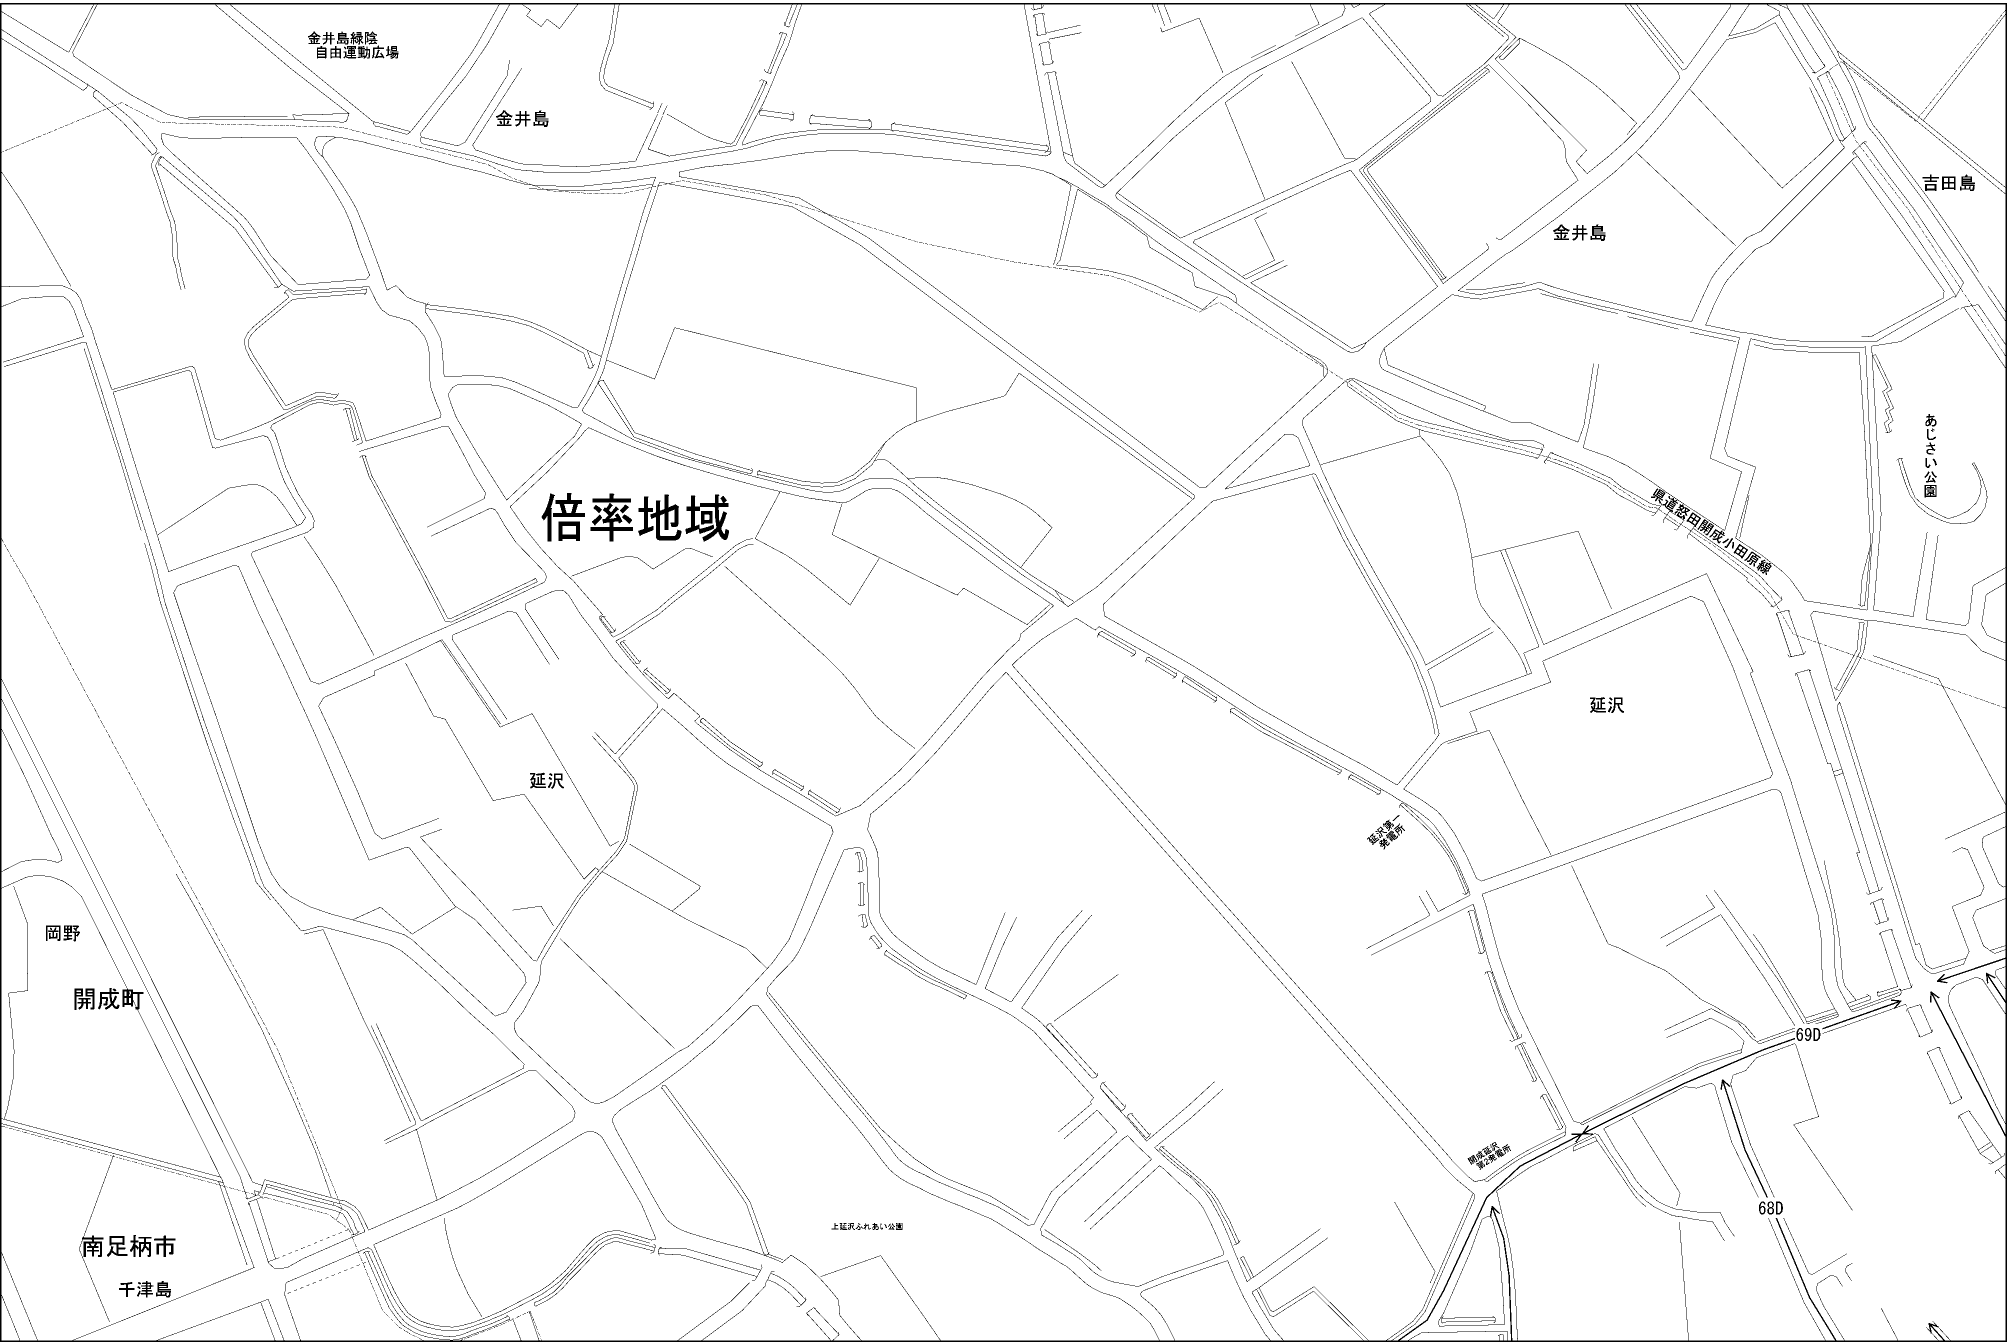 金井島緑陰
自由運動広場
金井島
吉田島
金井島
あじさい公園
倍率地域
県道怒田開成小田原線
延沢
延沢
延沢第一
発電所
岡野
開成町
69D
開成延沢
第2発電所
68D
上延沢ふれあい公園
南足柄市
千津島